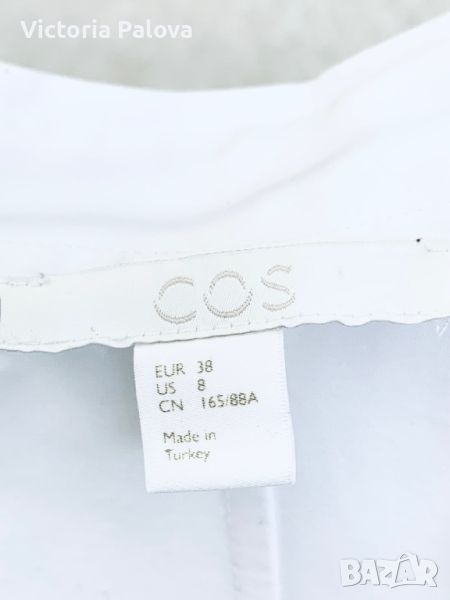 Victoria Palova
COS
EUR 38
US 8
CN 165/88A
Made in
Turkey
BAZAR